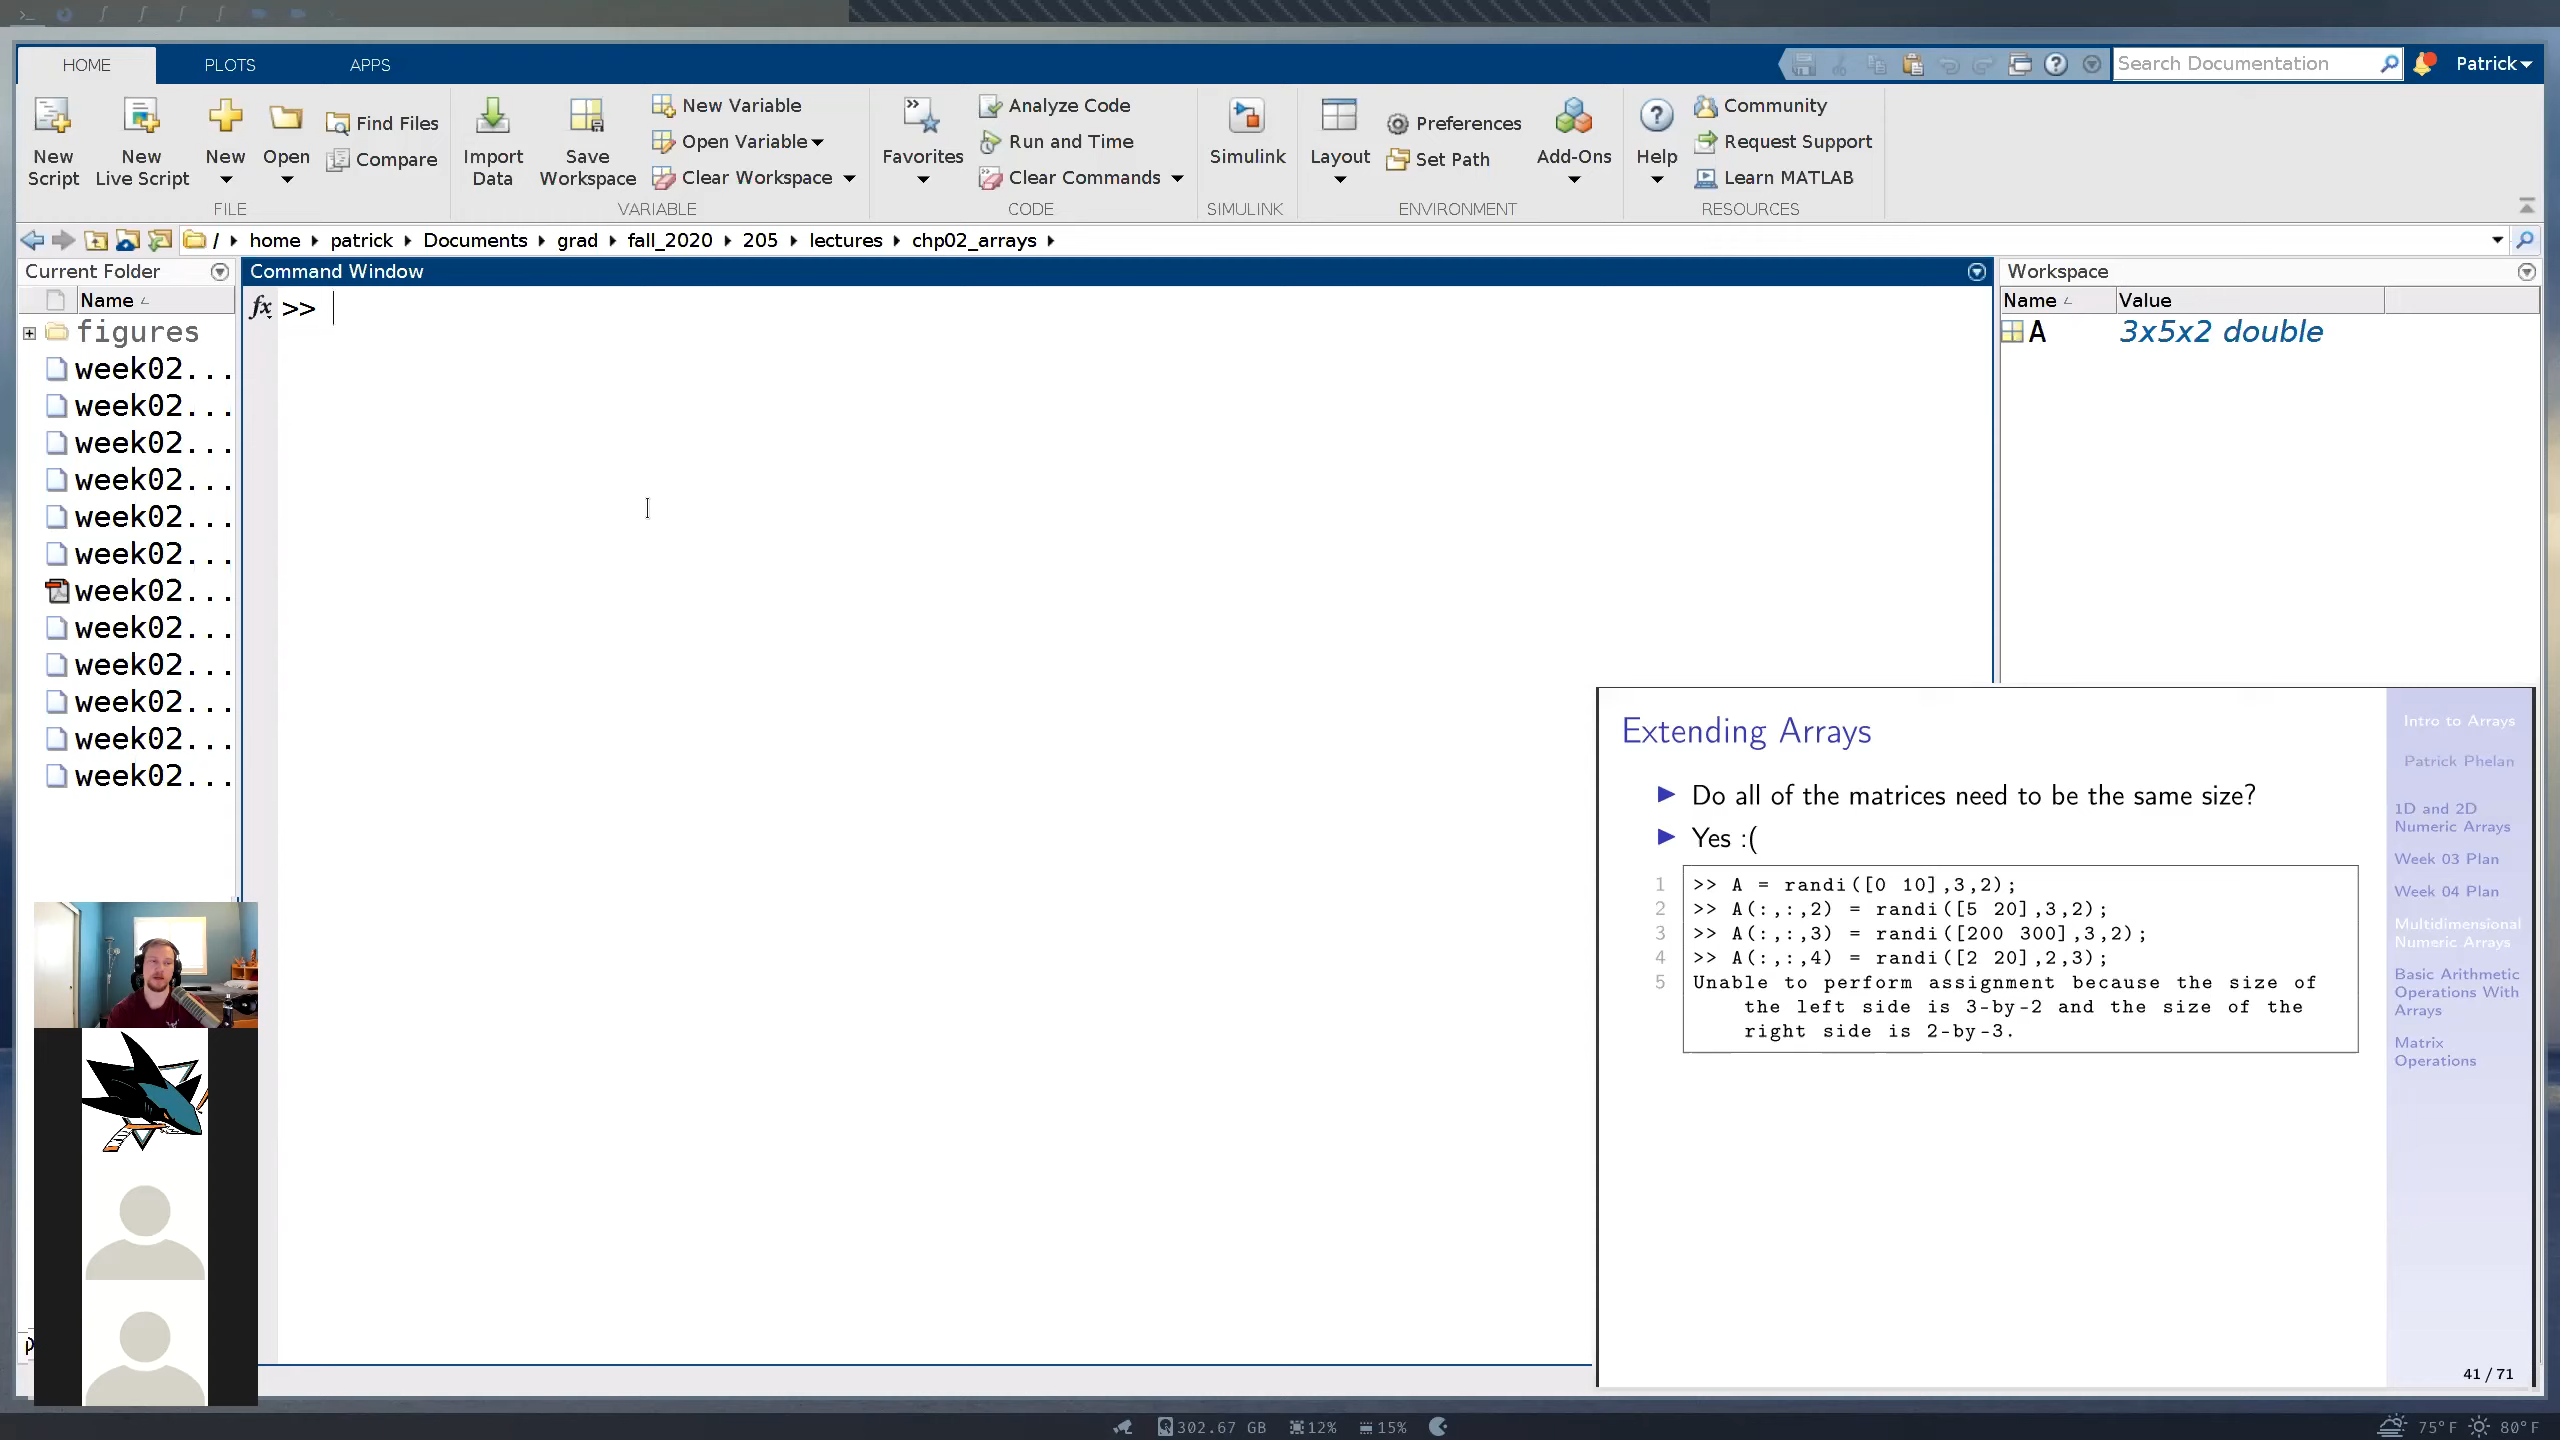 HOME PLOTS APPS
Search Documentation Patrick
New Script
New Live Script
New
Open
Find Files
Compare
FILE
Import Data
Save Workspace
New Variable
Open Variable
Clear Workspace
VARIABLE
Favorites
Analyze Code
Run and Time
Clear Commands
CODE
Simulink
SIMULINK
Layout
Preferences
Set Path
Add-Ons
ENVIRONMENT
Help
Community
Request Support
Learn MATLAB
RESOURCES
/ home patrick Documents grad fall_2020 205 lectures chp02_arrays
Current Folder
Name
figures
week02...
week02...
week02...
week02...
week02...
week02...
week02...
week02...
week02...
week02...
week02...
week02...
Command Window
fx >>
Workspace
Name Value
A 3x5x2 double
Extending Arrays
Do all of the matrices need to be the same size?
Yes :(
1 >> A = randi([0 10],3,2);
2 >> A(:,:,2) = randi([5 20],3,2);
3 >> A(:,:,3) = randi([200 300],3,2);
4 >> A(:,:,4) = randi([2 20],2,3);
5 Unable to perform assignment because the size of
the left side is 3-by-2 and the size of the
right side is 2-by-3.
Intro to Arrays
Patrick Phelan
1D and 2D
Numeric Arrays
Week 03 Plan
Week 04 Plan
Multidimensional
Numeric Arrays
Basic Arithmetic
Operations With
Arrays
Matrix
Operations
41 / 71
302.67 GB 12% 15%
75°F 80°F